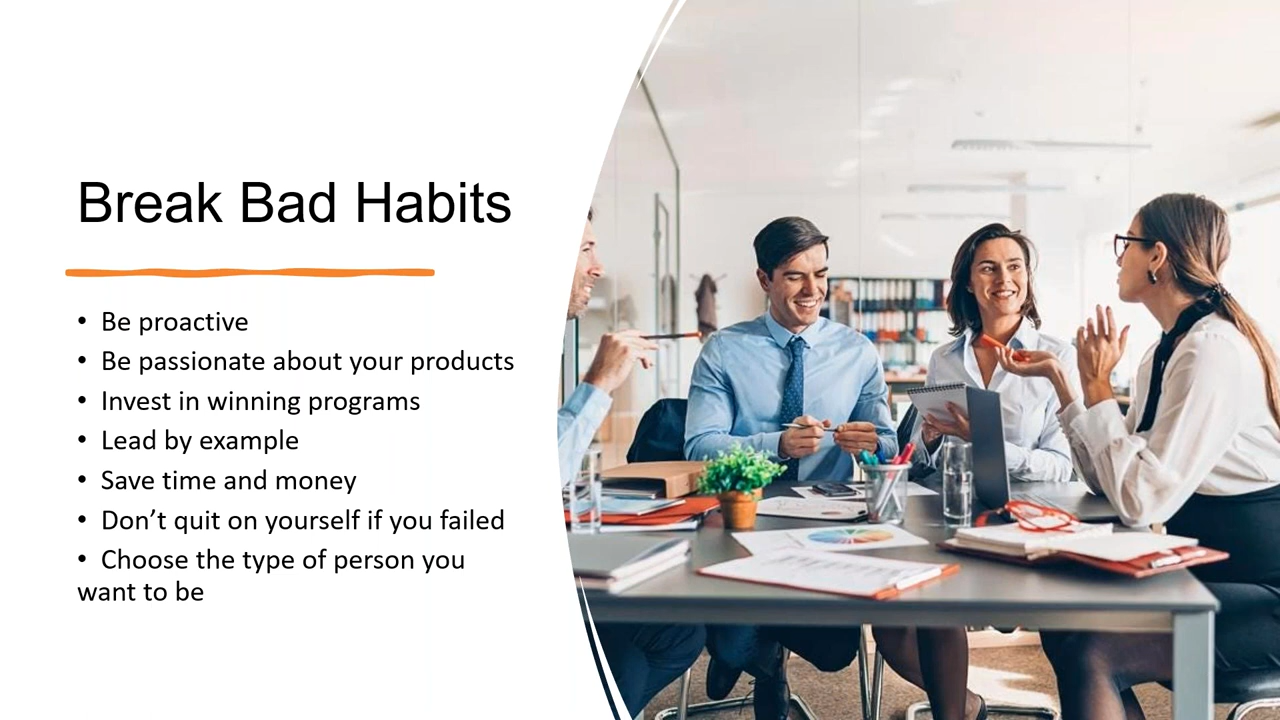 Break Bad Habits
• Be proactive
• Be passionate about your products
• Invest in winning programs
• Lead by example
• Save time and money
• Don’t quit on yourself if you failed
• Choose the type of person you
want to be